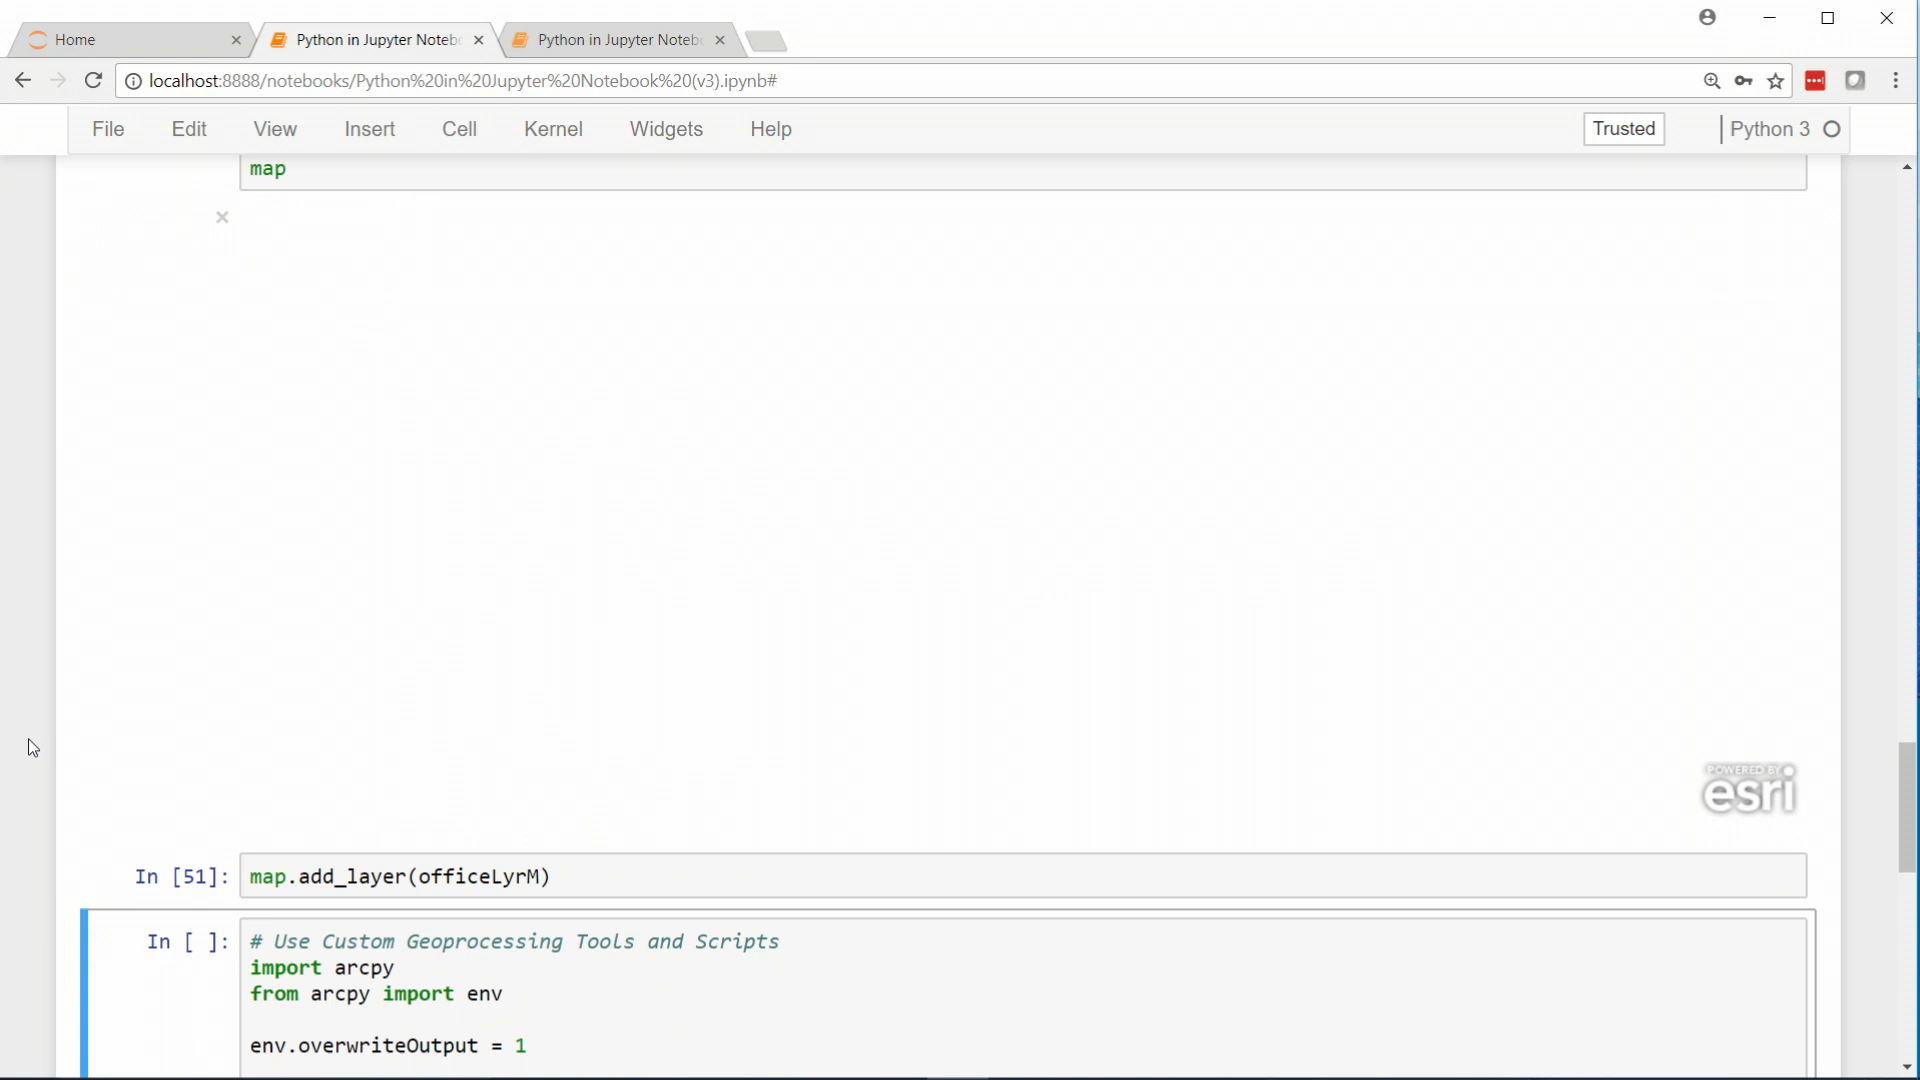 Home
Python in Jupyter Noteb
Python in Jupyter Noteb
localhost:8888/notebooks/Python%20in%20Jupyter%20Notebook%20(v3).ipynb#
File Edit View Insert Cell Kernel Widgets Help Trusted Python 3
map
POWERED BY
esri
In [51]: map.add_layer(officeLyrM)
In [ ]: # Use Custom Geoprocessing Tools and Scripts
import arcpy
from arcpy import env
env.overwriteOutput = 1